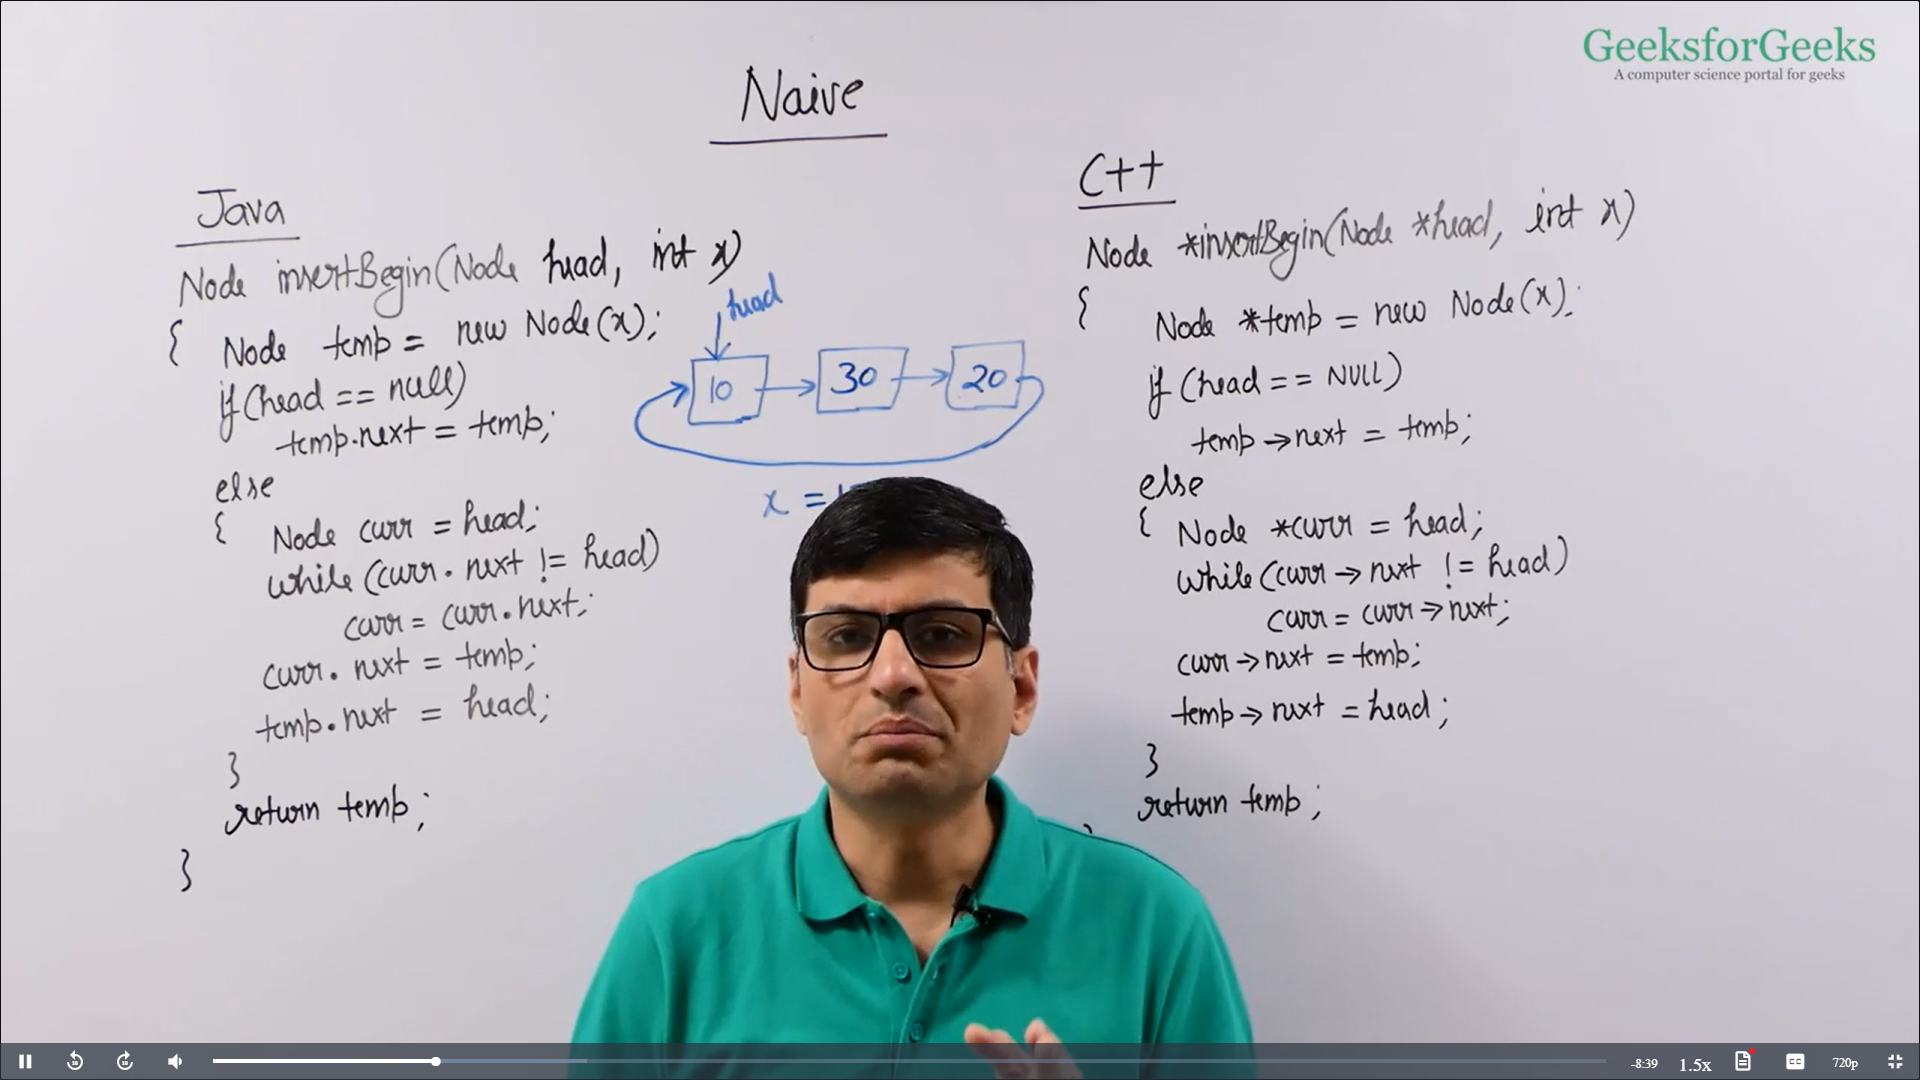 GeeksforGeeks
A computer science portal for geeks
Naive
Java
Node insertBegin(Node head, int x)
{ Node temp = new Node(x);
if(head == null)
temp.next = temp;
else
{ Node curr = head;
while(curr.next != head)
curr = curr.next;
curr.next = temp;
temp.next = head;
}
return temp;
}
head
10
30
20
x =
C++
Node *insertBegin(Node *head, int x)
{
Node *temp = new Node(x);
if (head == NULL)
temp→next = temp;
else
{ Node *curr = head;
while(curr→next != head)
curr = curr→next;
curr→next = temp;
temp→next = head;
}
return temp;
}
-8:39
1.5x
CC
720p